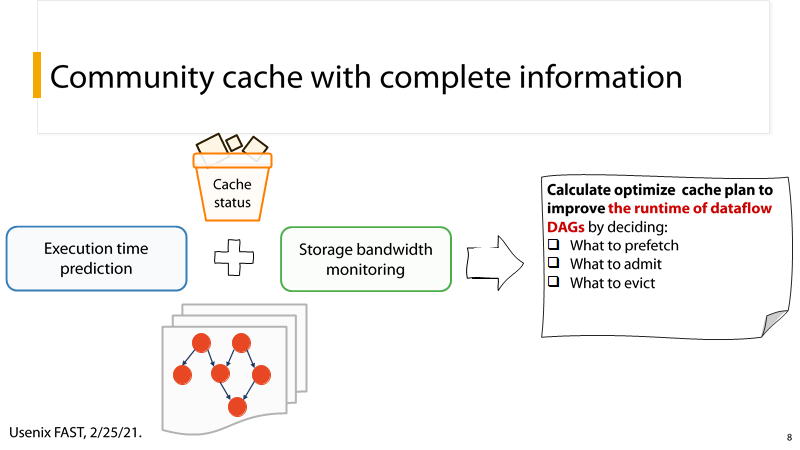 Community cache with complete information
Cache
status
Execution time
prediction
Storage bandwidth
monitoring
Calculate optimize cache plan to
improve the runtime of dataflow
DAGs by deciding:
What to prefetch
What to admit
What to evict
Usenix FAST, 2/25/21.
8